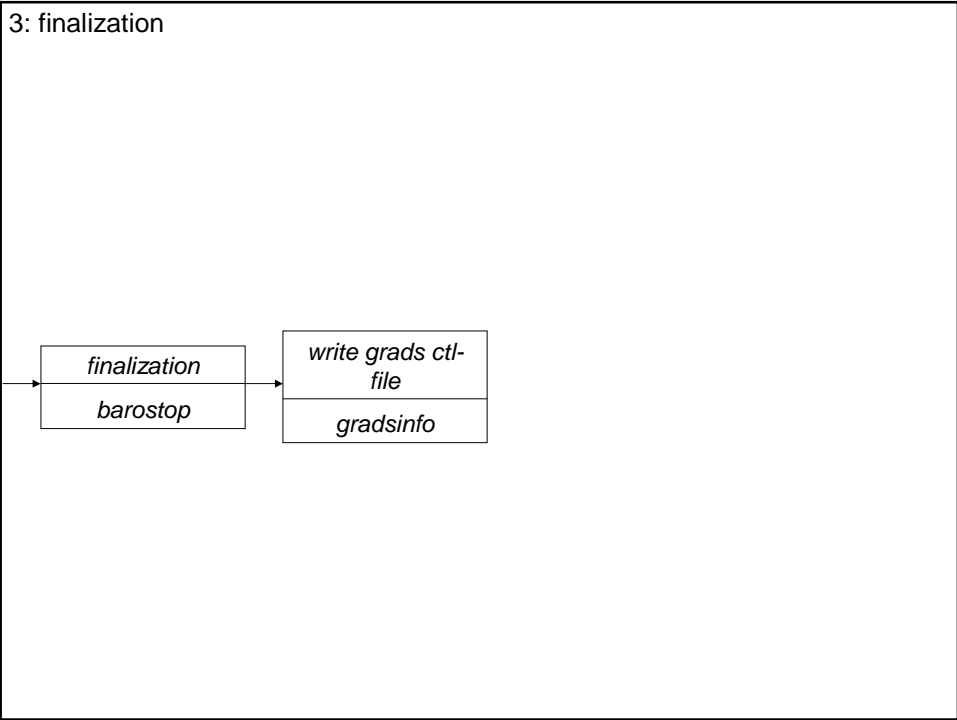 3: finalization
finalization
barostop
write grads ctl-
file
gradsinfo